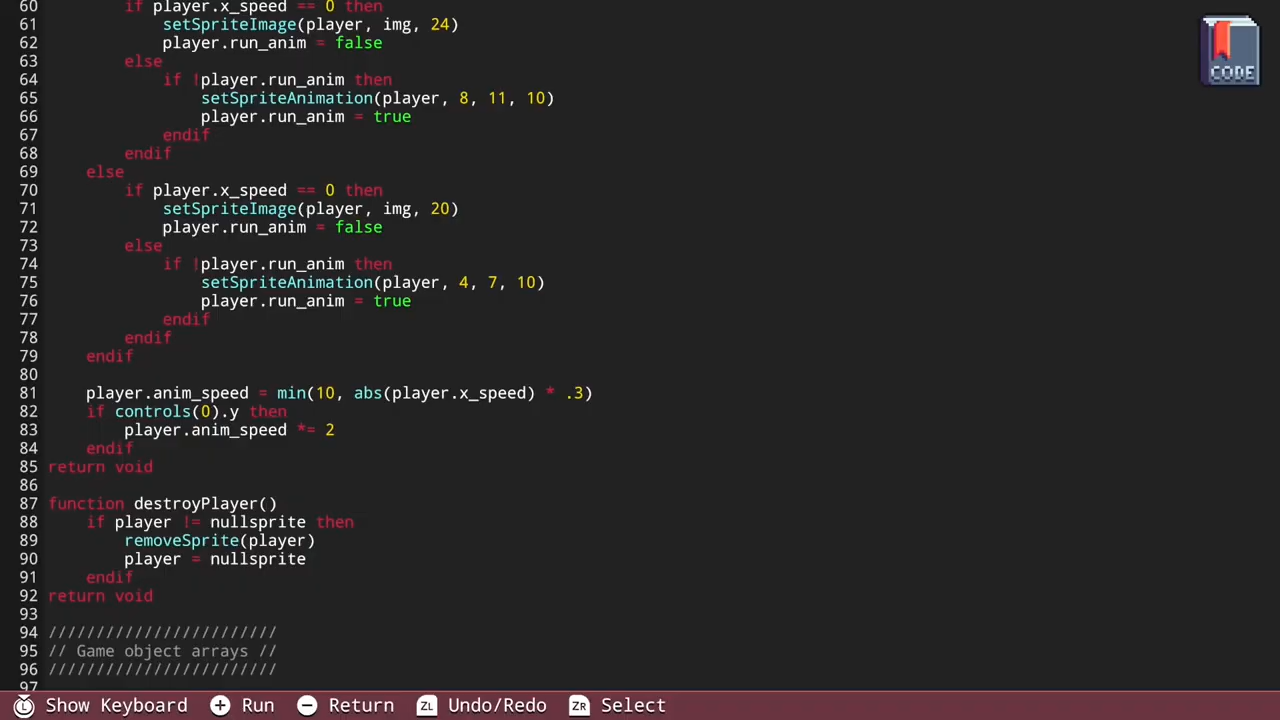 60 if player.x_speed == 0 then
61 setSpriteImage(player, img, 24)
62 player.run_anim = false
63 else
64 if !player.run_anim then
65 setSpriteAnimation(player, 8, 11, 10)
66 player.run_anim = true
67 endif
68 endif
69 else
70 if player.x_speed == 0 then
71 setSpriteImage(player, img, 20)
72 player.run_anim = false
73 else
74 if !player.run_anim then
75 setSpriteAnimation(player, 4, 7, 10)
76 player.run_anim = true
77 endif
78 endif
79 endif
80
81 player.anim_speed = min(10, abs(player.x_speed) * .3)
82 if controls(0).y then
83 player.anim_speed *= 2
84 endif
85 return void
86
87 function destroyPlayer()
88 if player != nullsprite then
89 removeSprite(player)
90 player = nullsprite
91 endif
92 return void
93
94 ////////////////////////
95 // Game object arrays //
96 ////////////////////////
97
CODE
L Show Keyboard + Run − Return ZL Undo/Redo ZR Select